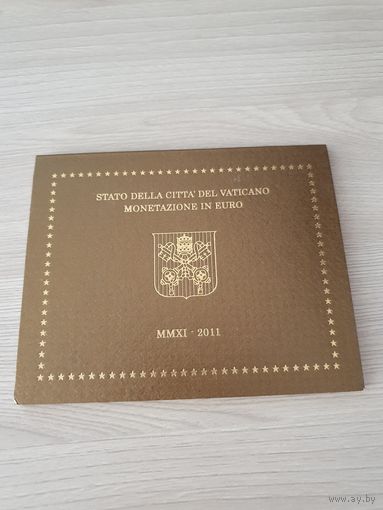 STATO DELLA CITTA' DEL VATICANO
MONETAZIONE IN EURO
MMXI - 2011
www.ay.by